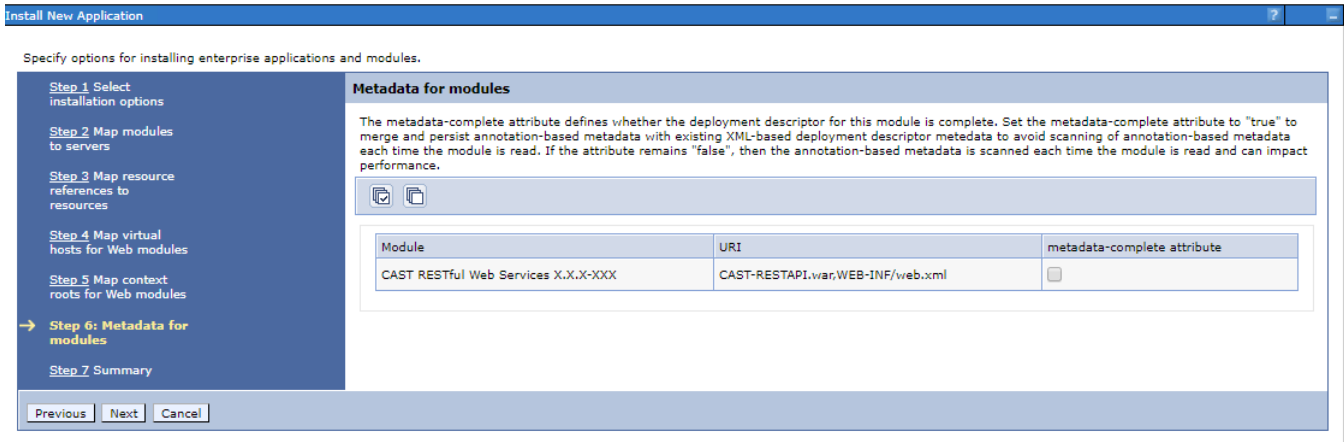 Install New Application
?
Specify options for installing enterprise applications and modules.
Step 1 Select
installation options
Step 2 Map modules
to servers
Step 3 Map resource
references to
resources
Step 4 Map virtual
hosts for Web modules
Step 5 Map context
roots for Web modules
Step 6: Metadata for
modules
Step 7 Summary
Metadata for modules
The metadata-complete attribute defines whether the deployment descriptor for this module is complete. Set the metadata-complete attribute to "true" to
merge and persist annotation-based metadata with existing XML-based deployment descriptor metedata to avoid scanning of annotation-based metadata
each time the module is read. If the attribute remains "false", then the annotation-based metadata is scanned each time the module is read and can impact
performance.
Module URI metadata-complete attribute
CAST RESTful Web Services X.X.X-XXX CAST-RESTAPI.war,WEB-INF/web.xml
Previous Next Cancel